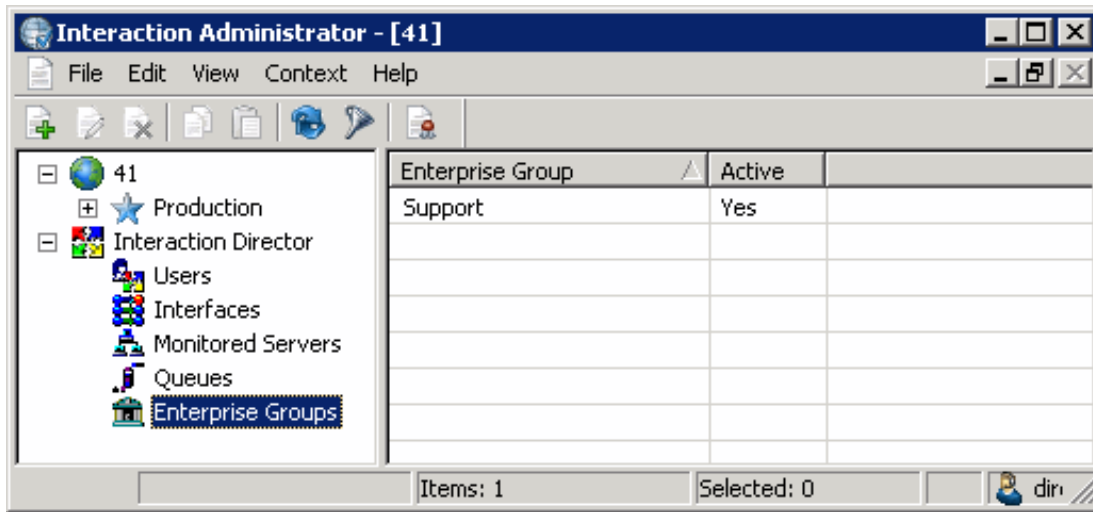 Interaction Administrator - [41]
File Edit View Context Help
41
Production
Interaction Director
Users
Interfaces
Monitored Servers
Queues
Enterprise Groups
Enterprise Group Active
Support Yes
Items: 1 Selected: 0